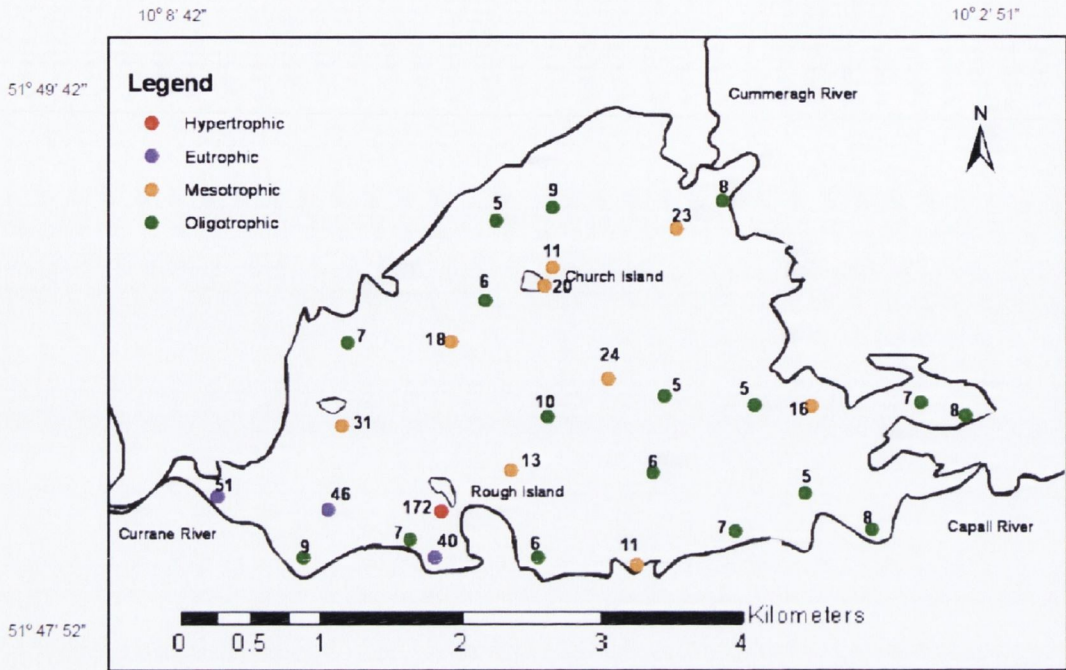 10° 8' 42"
10° 2' 51"
51° 49' 42"
Legend
Hypertrophic
Eutrophic
Mesotrophic
Oligotrophic
Cummeragh River
N
8
9
5
23
11
Church Island
20
6
7
18
24
5
5
16
7
8
10
31
13
6
5
51
46
172
Rough Island
Currane River
9
7
40
6
11
7
8
Capall River
Kilometers
0 0.5 1 2 3 4
51° 47' 52"